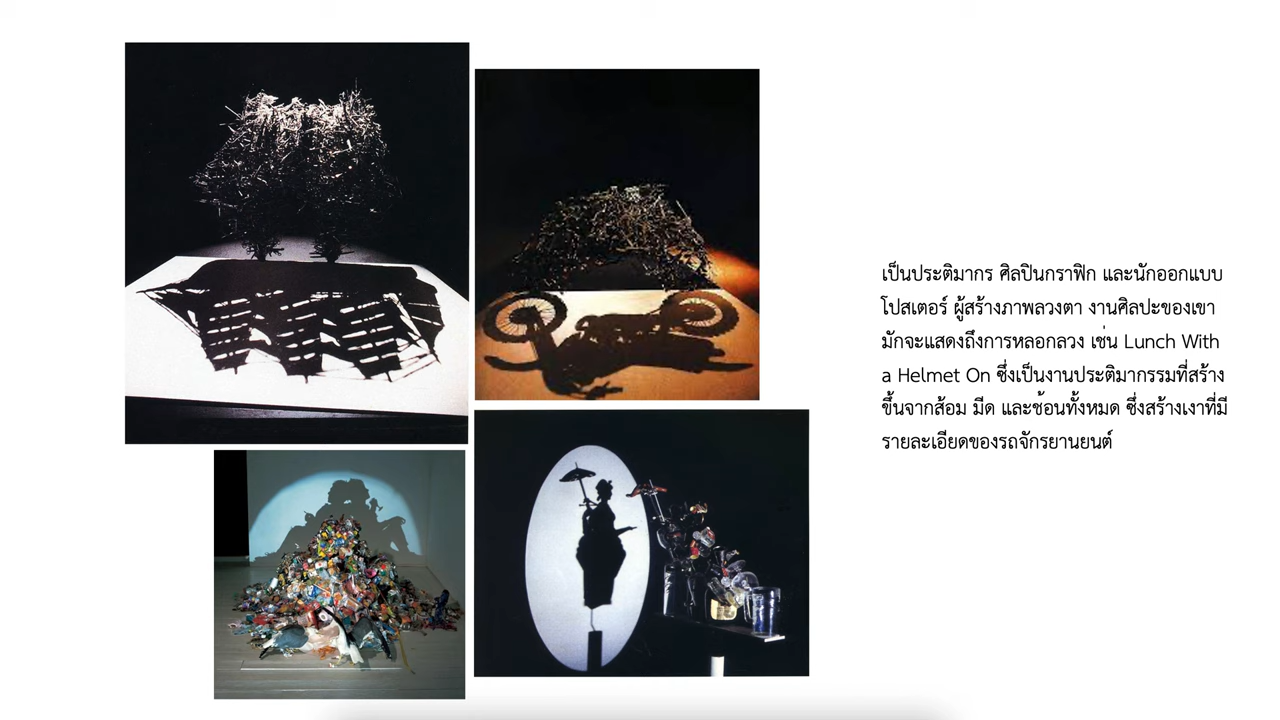 เป็นประติมากร ศิลปินกราฟิก และนักออกแบบ
โปสเตอร์ ผู้สร้างภาพลวงตา งานศิลปะของเขา
มักจะแสดงถึงการหลอกลวง เช่น Lunch With
a Helmet On ซึ่งเป็นงานประติมากรรมที่สร้าง
ขึ้นจากส้อม มีด และช้อนทั้งหมด ซึ่งสร้างเงาที่มี
รายละเอียดของรถจักรยานยนต์